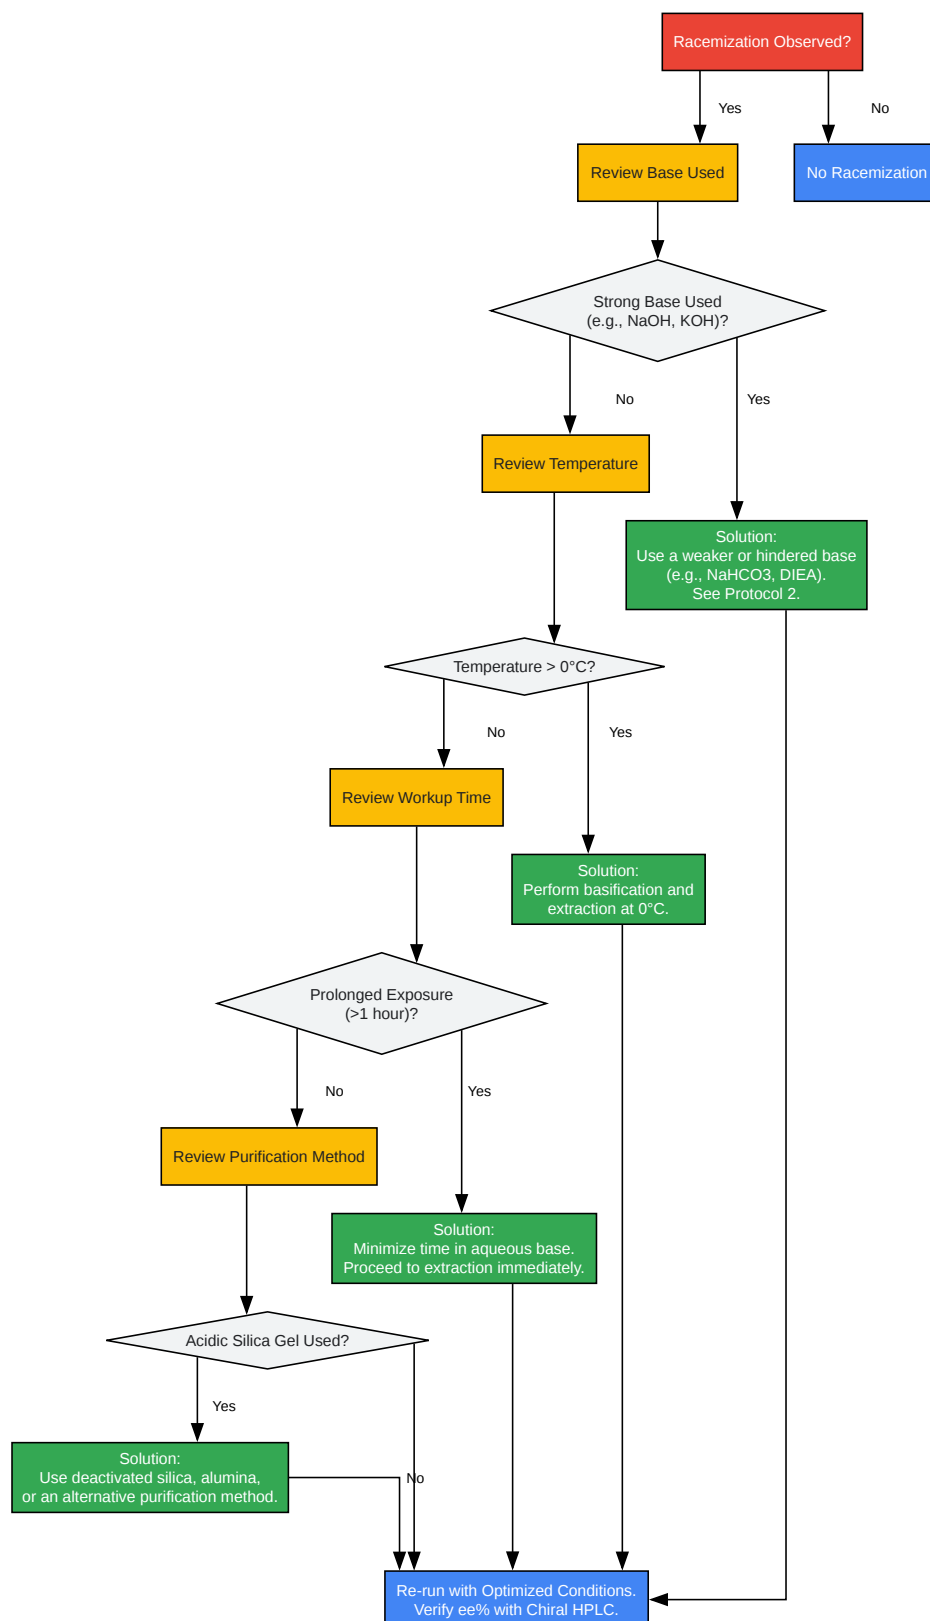 Racemization Observed?
Yes
No
Review Base Used
No Racemization
Strong Base Used
(e.g., NaOH, KOH)?
No
Yes
Review Temperature
Solution:
Use a weaker or hindered base
(e.g., NaHCO3, DIEA).
See Protocol 2.
Temperature > 0°C?
No
Yes
Review Workup Time
Solution:
Perform basification and
extraction at 0°C.
Prolonged Exposure
(>1 hour)?
No
Yes
Review Purification Method
Solution:
Minimize time in aqueous base.
Proceed to extraction immediately.
Acidic Silica Gel Used?
Yes
Solution:
Use deactivated silica, alumina,
or an alternative purification method.
No
Re-run with Optimized Conditions.
Verify ee% with Chiral HPLC.